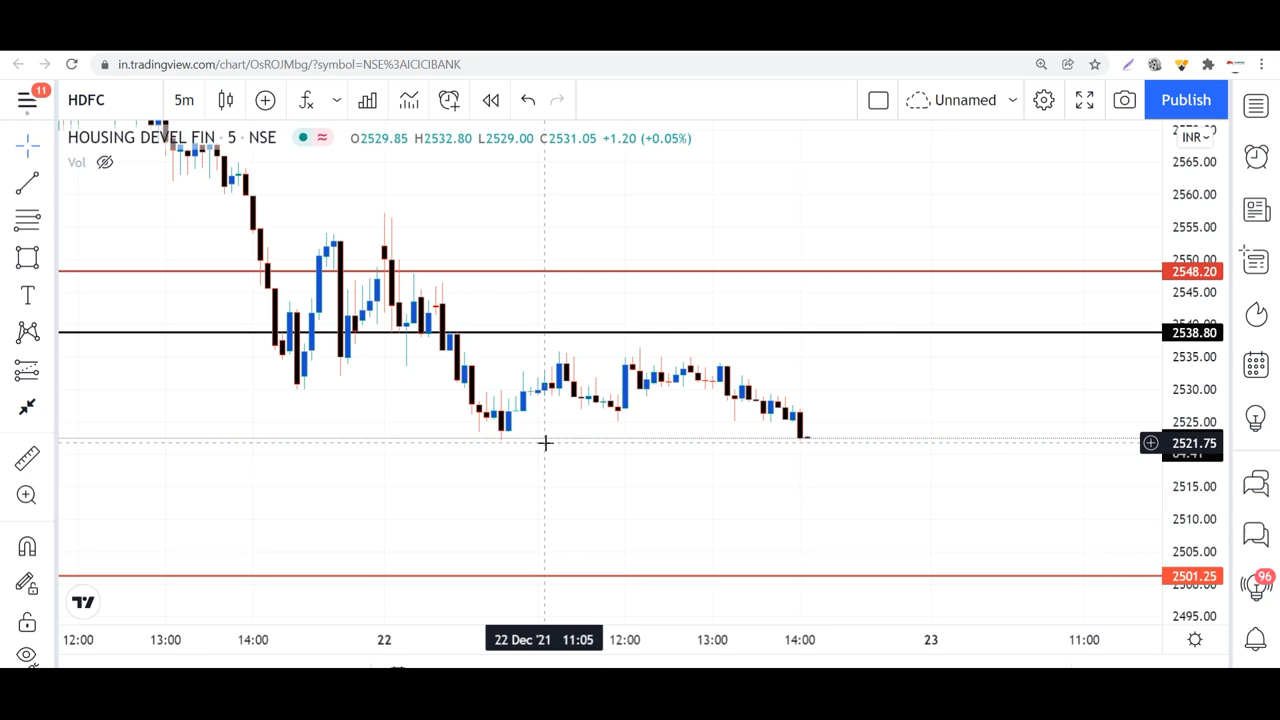 in.tradingview.com/chart/OsROJMbg/?symbol=NSE%3AICICIBANK
11
HDFC
5m
Unnamed
Publish
HOUSING DEVEL FIN · 5 · NSE
O2529.85 H2532.80 L2529.00 C2531.05 +1.20 (+0.05%)
INR
Vol
2565.00
2560.00
2555.00
2550.00
2548.20
2545.00
2538.80
2535.00
2530.00
2525.00
2521.75
2515.00
2510.00
2505.00
2501.25
2495.00
96
12:00
13:00
14:00
22
22 Dec '21 11:05
12:00
13:00
14:00
23
11:00